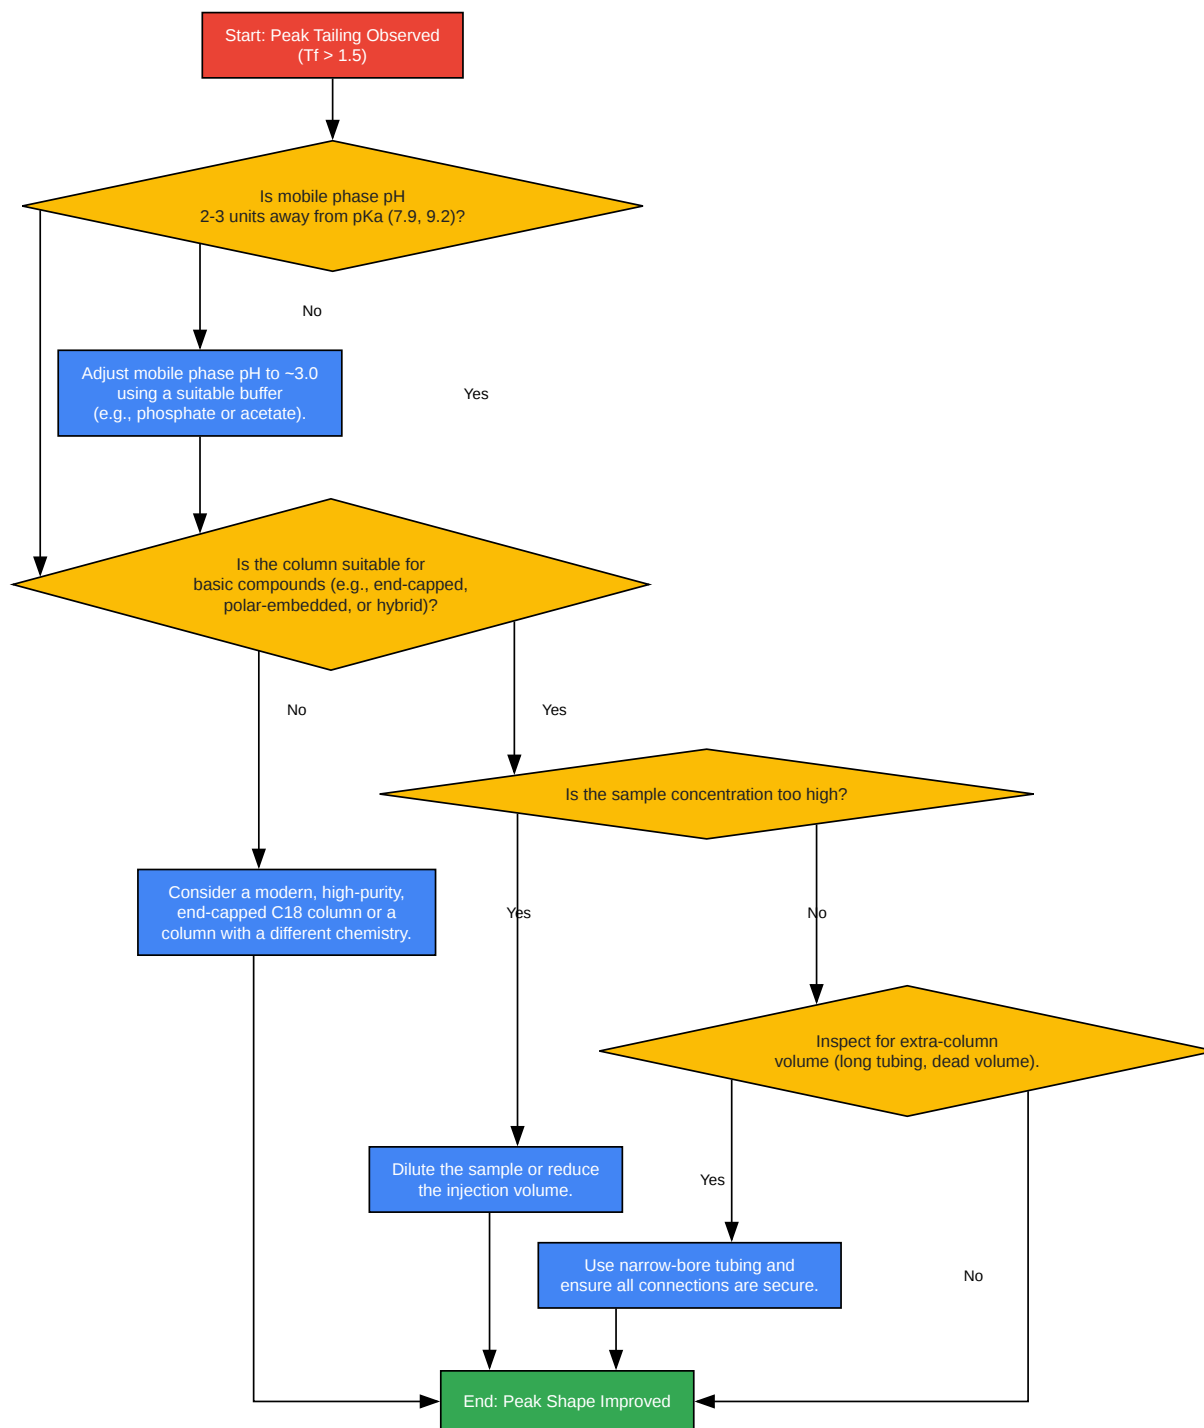 Start: Peak Tailing Observed
(Tf > 1.5)
Is mobile phase pH
2-3 units away from pKa (7.9, 9.2)?
No
Adjust mobile phase pH to ~3.0
using a suitable buffer
(e.g., phosphate or acetate).
Yes
Is the column suitable for
basic compounds (e.g., end-capped,
polar-embedded, or hybrid)?
No
Yes
Is the sample concentration too high?
Consider a modern, high-purity,
end-capped C18 column or a
column with a different chemistry.
Yes
No
Inspect for extra-column
volume (long tubing, dead volume).
Dilute the sample or reduce
the injection volume.
Yes
Use narrow-bore tubing and
ensure all connections are secure.
No
End: Peak Shape Improved